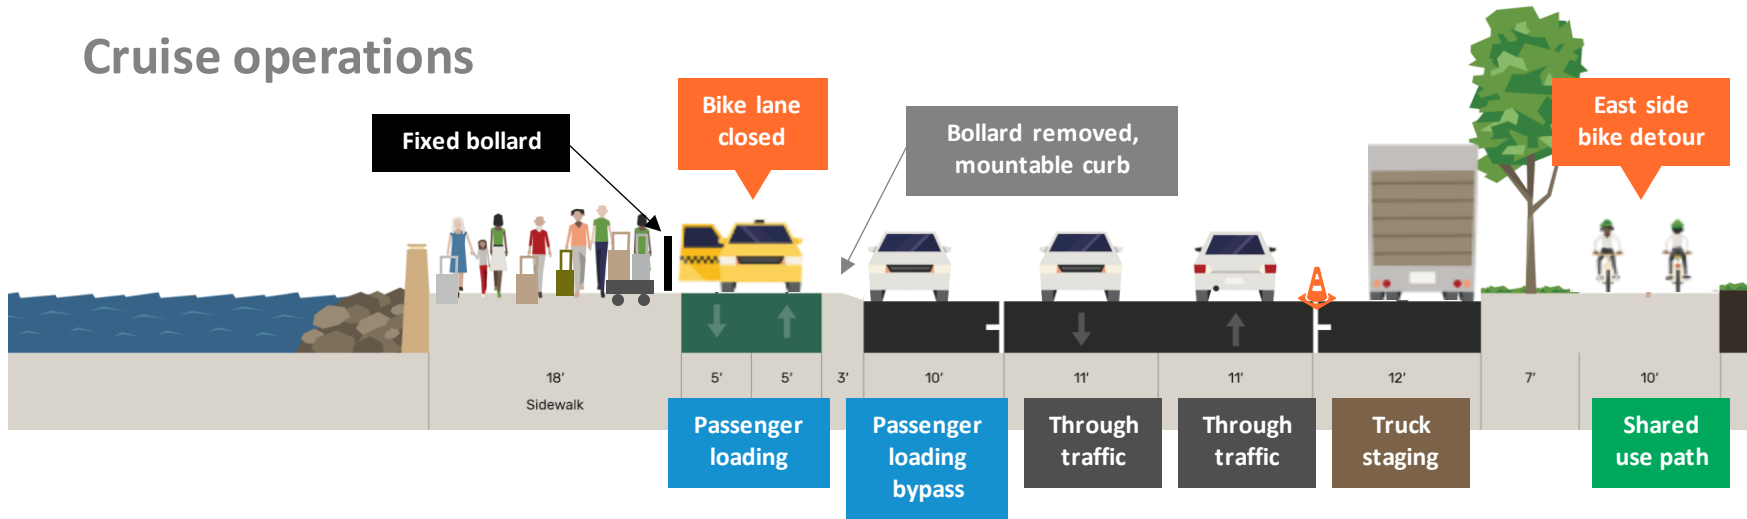 Cruise operations
Fixed bollard
Bike lane
closed
Bollard removed,
mountable curb
East side
bike detour
18’
5’
5’
3’
10’
11’
11’
12’
7’
10’
Sidewalk
Passenger
loading
Passenger
loading
bypass
Through
traffic
Through
traffic
Truck
staging
Shared
use path